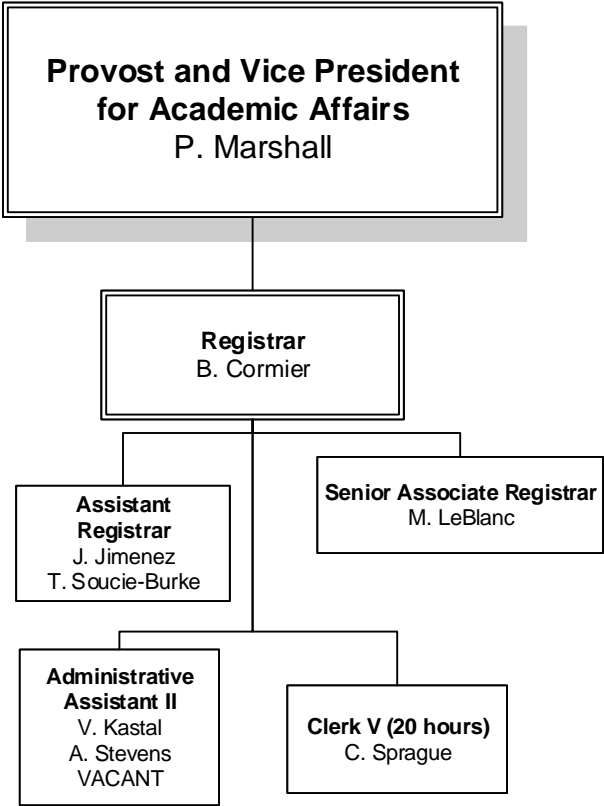 Provost and Vice President
for Academic Affairs
P. Marshall
Registrar
B. Cormier
Assistant
Registrar
J. Jimenez
T. Soucie-Burke
Senior Associate Registrar
M. LeBlanc
Administrative
Assistant II
V. Kastal
A. Stevens
VACANT
Clerk V (20 hours)
C. Sprague